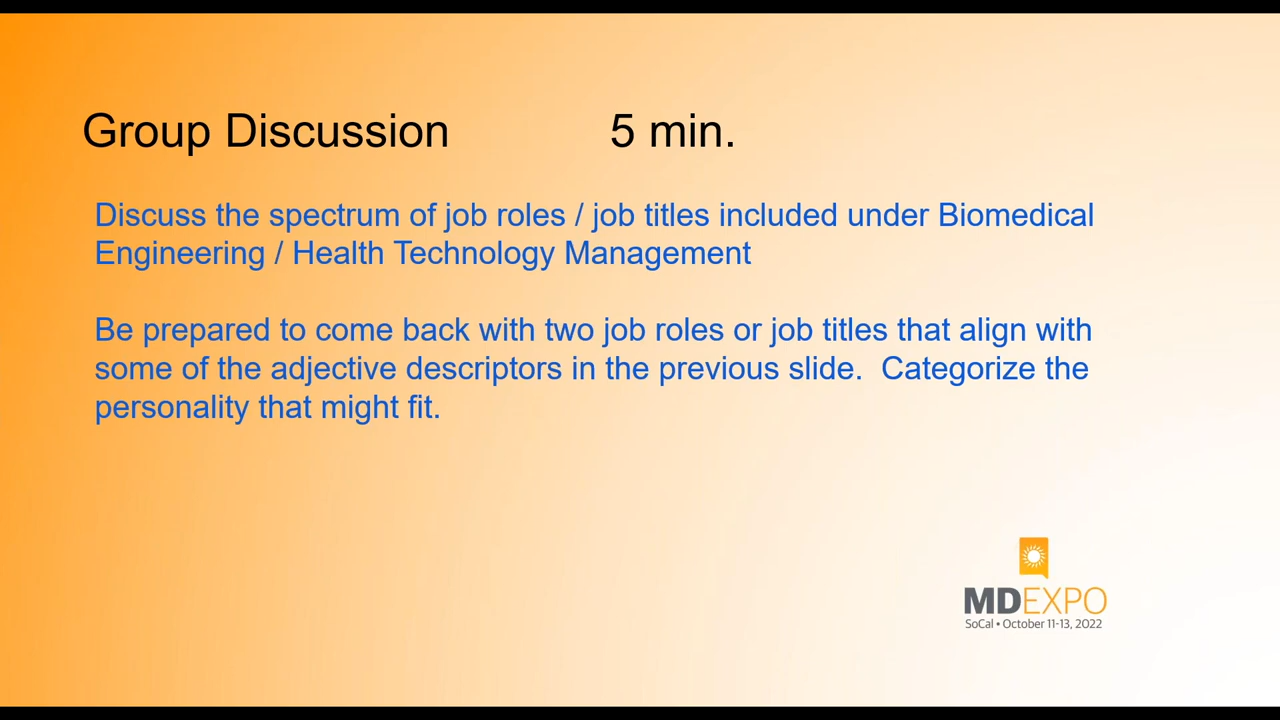 Group Discussion 5 min.
Discuss the spectrum of job roles / job titles included under Biomedical
Engineering / Health Technology Management
Be prepared to come back with two job roles or job titles that align with
some of the adjective descriptors in the previous slide.  Categorize the
personality that might fit.
MDEXPO
SoCal • October 11-13, 2022